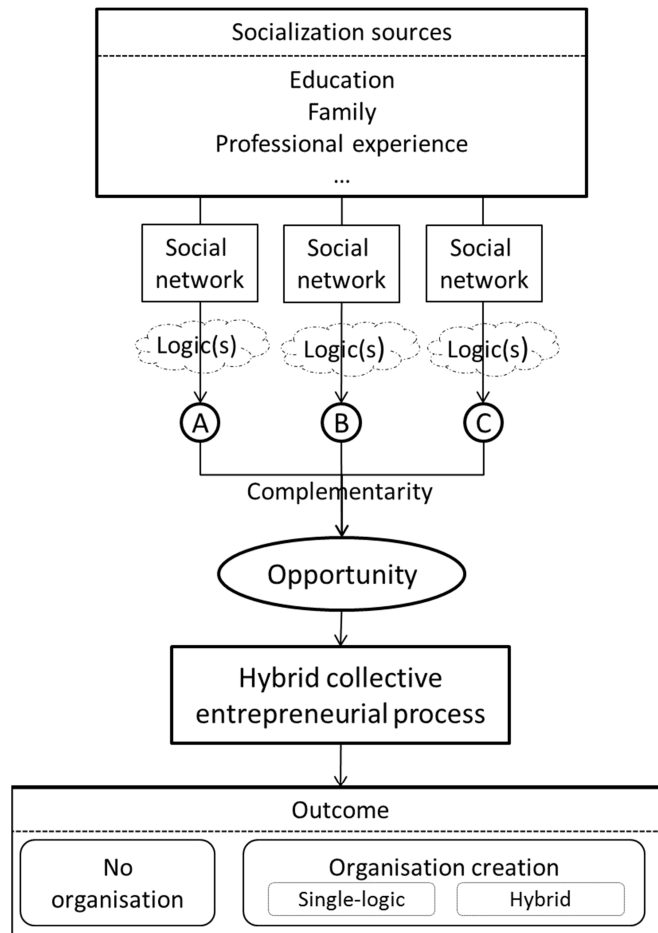 Socialization sources
Education
Family
Professional experience
...
Social network
Social network
Social network
Logic(s)
Logic(s)
Logic(s)
A
B
C
Complementarity
Opportunity
Hybrid collective
entrepreneurial process
Outcome
No
organisation
Organisation creation
Single-logic
Hybrid